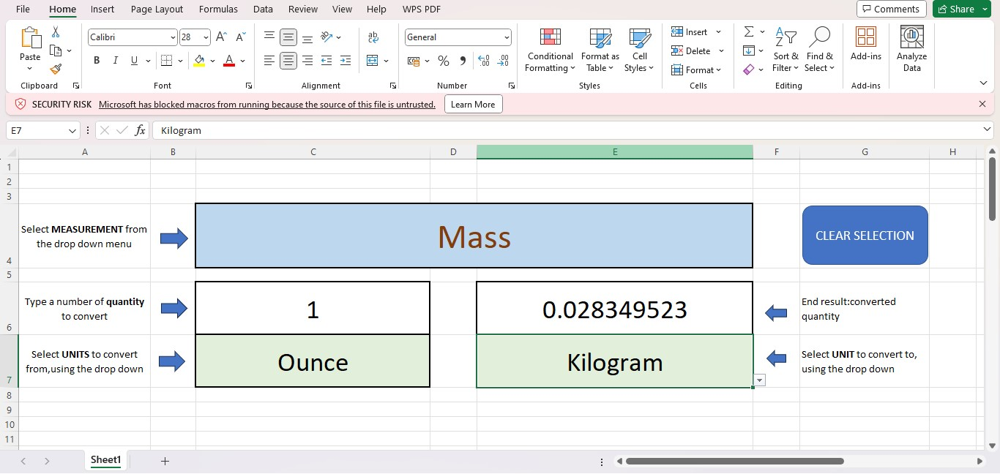 File Home Insert Page Layout Formulas Data Review View Help WPS PDF Comments Share
Calibri 28 A A ab General Insert
Paste B I U A % , Delete Conditional Format as Cell Sort & Find & Add-ins Analyze
Formatting Table Styles Format Filter Select Data
Clipboard Font Alignment Number Styles Cells Editing Add-ins
SECURITY RISK Microsoft has blocked macros from running because the source of this file is untrusted. Learn More
E7 fx Kilogram
A B C D E F G H
1
2
3
Select MEASUREMENT from
the drop down menu
Mass
CLEAR SELECTION
4
5
Type a number of quantity
to convert
1
0.028349523
End result:converted
quantity
6
Select UNITS to convert
from,using the drop down
Ounce
Kilogram
Select UNIT to convert to,
using the drop down
7
8
9
10
11
Sheet1